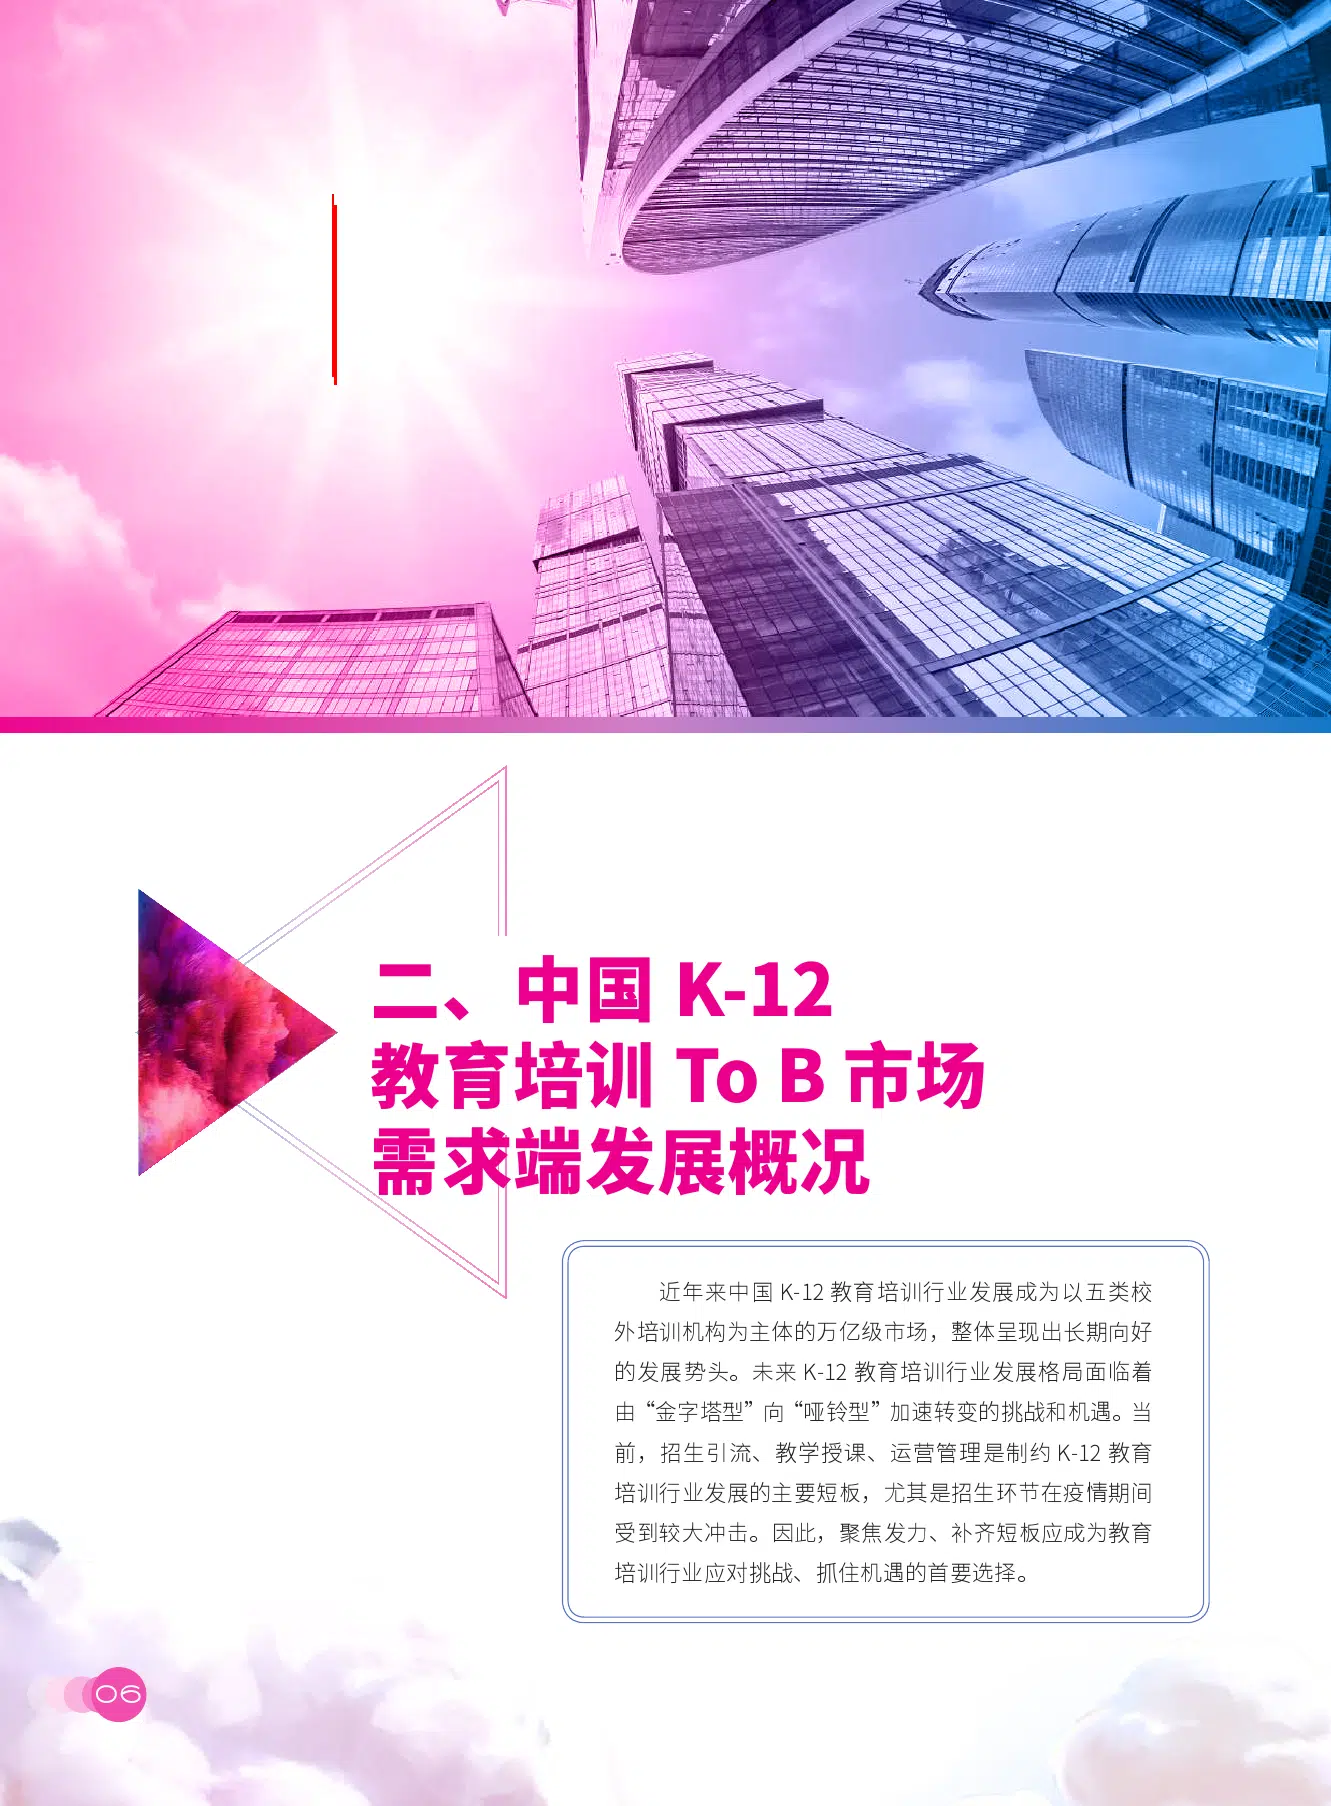 二、中国 K-12
教育培训 To B 市场
需求端发展概况
近年来中国 K-12 教育培训行业发展成为以五类校
外培训机构为主体的万亿级市场，整体呈现出长期向好
的发展势头。未来 K-12 教育培训行业发展格局面临着
由“金字塔型”向“哑铃型”加速转变的挑战和机遇。当
前，招生引流、教学授课、运营管理是制约 K-12 教育
培训行业发展的主要短板，尤其是招生环节在疫情期间
受到较大冲击。因此，聚焦发力、补齐短板应成为教育
培训行业应对挑战、抓住机遇的首要选择。
06